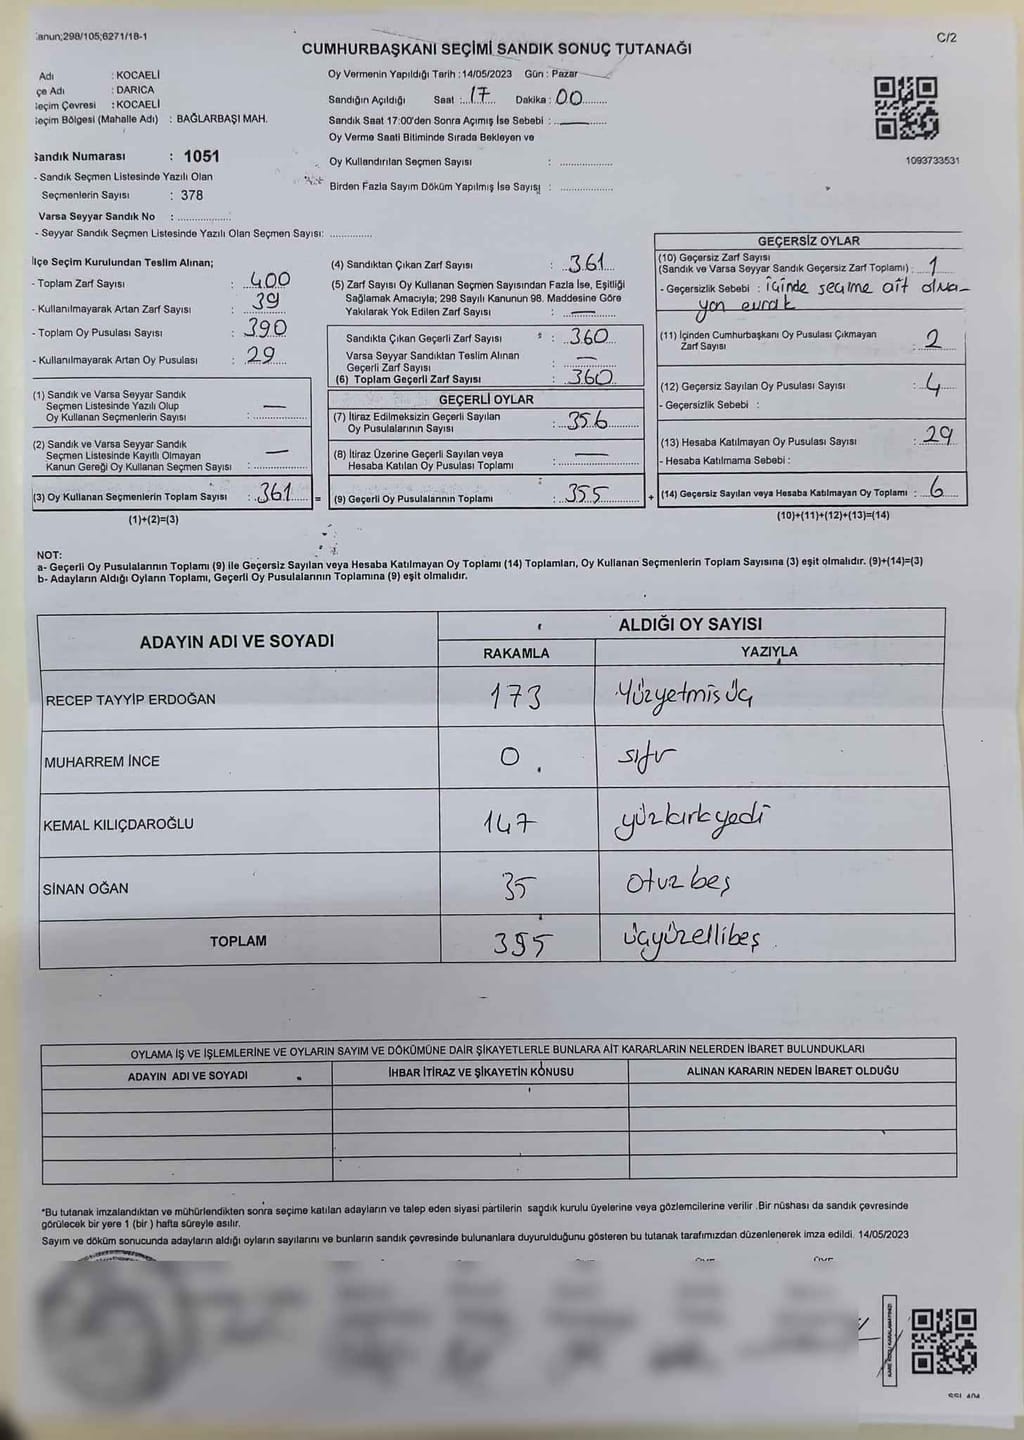 Kanun;298/105;6271/18-1
C/2
CUMHURBAŞKANI SEÇİMİ SANDIK SONUÇ TUTANAĞI
Adı : KOCAELİ
çe Adı : DARICA
Seçim Çevresi : KOCAELİ
Seçim Bölgesi (Mahalle Adı) : BAĞLARBAŞI MAH.
Sandık Numarası : 1051
- Sandık Seçmen Listesinde Yazılı Olan
Seçmenlerin Sayısı : 378
Varsa Seyyar Sandık No :
- Seyyar Sandık Seçmen Listesinde Yazılı Olan Seçmen Sayısı:
Oy Vermenin Yapıldığı Tarih : 14/05/2023 Gün : Pazar
Sandığın Açıldığı Saat : 17 Dakika : 00
Sandık Saat 17:00'den Sonra Açımış İse Sebebi : —
Oy Verme Saati Bitiminde Sırada Bekleyen ve
Oy Kullandırılan Seçmen Sayısı :
Birden Fazla Sayım Döküm Yapılmış İse Sayısı :
1093733531
İlçe Seçim Kurulundan Teslim Alınan;
- Toplam Zarf Sayısı : 400
- Kullanılmayarak Artan Zarf Sayısı : 39
- Toplam Oy Pusulası Sayısı : 390
- Kullanılmayarak Artan Oy Pusulası : 29
(1) Sandık ve Varsa Seyyar Sandık
Seçmen Listesinde Yazılı Olup
Oy Kullanan Seçmenlerin Sayısı : —
(2) Sandık ve Varsa Seyyar Sandık
Seçmen Listesinde Kayıtlı Olmayan
Kanun Gereği Oy Kullanan Seçmen Sayısı : —
(3) Oy Kullanan Seçmenlerin Toplam Sayısı : 361 =
(1)+(2)=(3)
(4) Sandıktan Çıkan Zarf Sayısı : 361
(5) Zarf Sayısı Oy Kullanan Seçmen Sayısından Fazla İse, Eşitliği
Sağlamak Amacıyla; 298 Sayılı Kanunun 98. Maddesine Göre
Yakılarak Yok Edilen Zarf Sayısı : —
Sandıkta Çıkan Geçerli Zarf Sayısı : 360
Varsa Seyyar Sandıktan Teslim Alınan
Geçerli Zarf Sayısı : —
(6) Toplam Geçerli Zarf Sayısı : 360
GEÇERLİ OYLAR
(7) İtiraz Edilmeksizin Geçerli Sayılan
Oy Pusulalarının Sayısı : 356
(8) İtiraz Üzerine Geçerli Sayılan veya
Hesaba Katılan Oy Pusulası Toplamı : —
(9) Geçerli Oy Pusulalarının Toplamı : 355 +
GEÇERSİZ OYLAR
(10) Geçersiz Zarf Sayısı
(Sandık ve Varsa Seyyar Sandık Geçersiz Zarf Toplamı) : 1
- Geçersizlik Sebebi : içinde seçime ait olma-
yan evrak
(11) İçinden Cumhurbaşkanı Oy Pusulası Çıkmayan
Zarf Sayısı : 2
(12) Geçersiz Sayılan Oy Pusulası Sayısı : 4
- Geçersizlik Sebebi :
(13) Hesaba Katılmayan Oy Pusulası Sayısı : 29
- Hesaba Katılmama Sebebi :
(14) Geçersiz Sayılan veya Hesaba Katılmayan Oy Toplamı : 6
(10)+(11)+(12)+(13)=(14)
NOT:
a- Geçerli Oy Pusulalarının Toplamı (9) ile Geçersiz Sayılan veya Hesaba Katılmayan Oy Toplamı (14) Toplamları, Oy Kullanan Seçmenlerin Toplam Sayısına (3) eşit olmalıdır. (9)+(14)=(3)
b- Adayların Aldığı Oyların Toplamı, Geçerli Oy Pusulalarının Toplamına (9) eşit olmalıdır.
ADAYIN ADI VE SOYADI
ALDIĞI OY SAYISI
RAKAMLA YAZIYLA
RECEP TAYYİP ERDOĞAN 173 Yüzyetmiş üç
MUHARREM İNCE 0 sıfır
KEMAL KILIÇDAROĞLU 147 yüzkırkyedi
SİNAN OĞAN 35 Otuz beş
TOPLAM 355 üçyüzellibeş
OYLAMA İŞ VE İŞLEMLERİNE VE OYLARIN SAYIM VE DÖKÜMÜNE DAİR ŞİKAYETLERLE BUNLARA AİT KARARLARIN NELERDEN İBARET BULUNDUKLARI
ADAYIN ADI VE SOYADI İHBAR İTİRAZ VE ŞİKAYETİN KONUSU ALINAN KARARIN NEDEN İBARET OLDUĞU
*Bu tutanak imzalandıktan ve mühürlendikten sonra seçime katılan adayların ve talep eden siyasi partilerin sandık kurulu üyelerine veya gözlemcilerine verilir .Bir nüshası da sandık çevresinde
görülecek bir yere 1 (bir ) hafta süreyle asılır.
Sayım ve döküm sonucunda adayların aldığı oyların sayılarını ve bunların sandık çevresinde bulunanlara duyurulduğunu gösteren bu tutanak tarafımızdan düzenlenerek imza edildi. 14/05/2023
KARE KODU KARALAMAYINIZ!